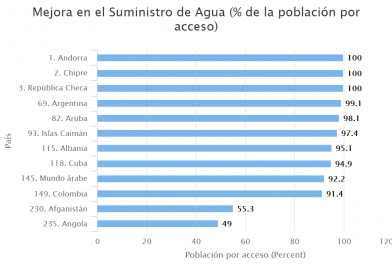 Mejora en el Suministro de Agua (% de la población por
acceso)
País
1. Andorra 100
2. Chipre 100
3. República Checa 100
69. Argentina 99.1
82. Aruba 98.1
93. Islas Caimán 97.4
115. Albania 95.1
118. Cuba 94.9
145. Mundo árabe 92.2
149. Colombia 91.4
230. Afganistán 55.3
235. Angola 49
0 20 40 60 80 100 120
Población por acceso (Percent)